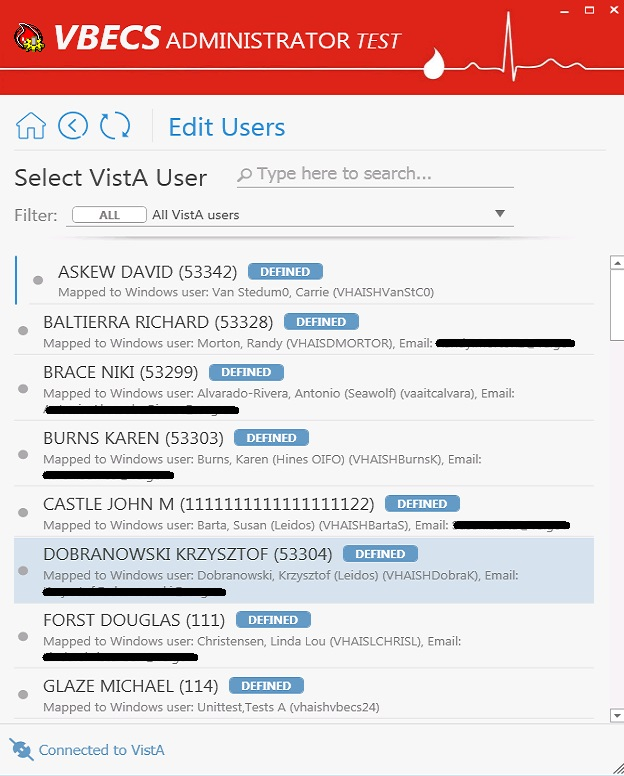 VBECS ADMINISTRATOR TEST
Edit Users
Select VistA User
Type here to search...
Filter: ALL All VistA users
ASKEW DAVID (53342) DEFINED
Mapped to Windows user: Van Stedum0, Carrie (VHAISHVanStC0)
BALTIERRA RICHARD (53328) DEFINED
Mapped to Windows user: Morton, Randy (VHAISDMORTOR), Email:
BRACE NIKI (53299) DEFINED
Mapped to Windows user: Alvarado-Rivera, Antonio (Seawolf) (vaaitcalvara), Email:
BURNS KAREN (53303) DEFINED
Mapped to Windows user: Burns, Karen (Hines OIFO) (VHAISHBurnsK), Email:
CASTLE JOHN M (1111111111111111122) DEFINED
Mapped to Windows user: Barta, Susan (Leidos) (VHAISHBartaS), Email:
DOBRANOWSKI KRZYSZTOF (53304) DEFINED
Mapped to Windows user: Dobranowski, Krzysztof (Leidos) (VHAISHDobraK), Email:
FORST DOUGLAS (111) DEFINED
Mapped to Windows user: Christensen, Linda Lou (VHAISLCHRISL), Email:
GLAZE MICHAEL (114) DEFINED
Mapped to Windows user: Unittest,Tests A (vhaishvbecs24)
Connected to VistA